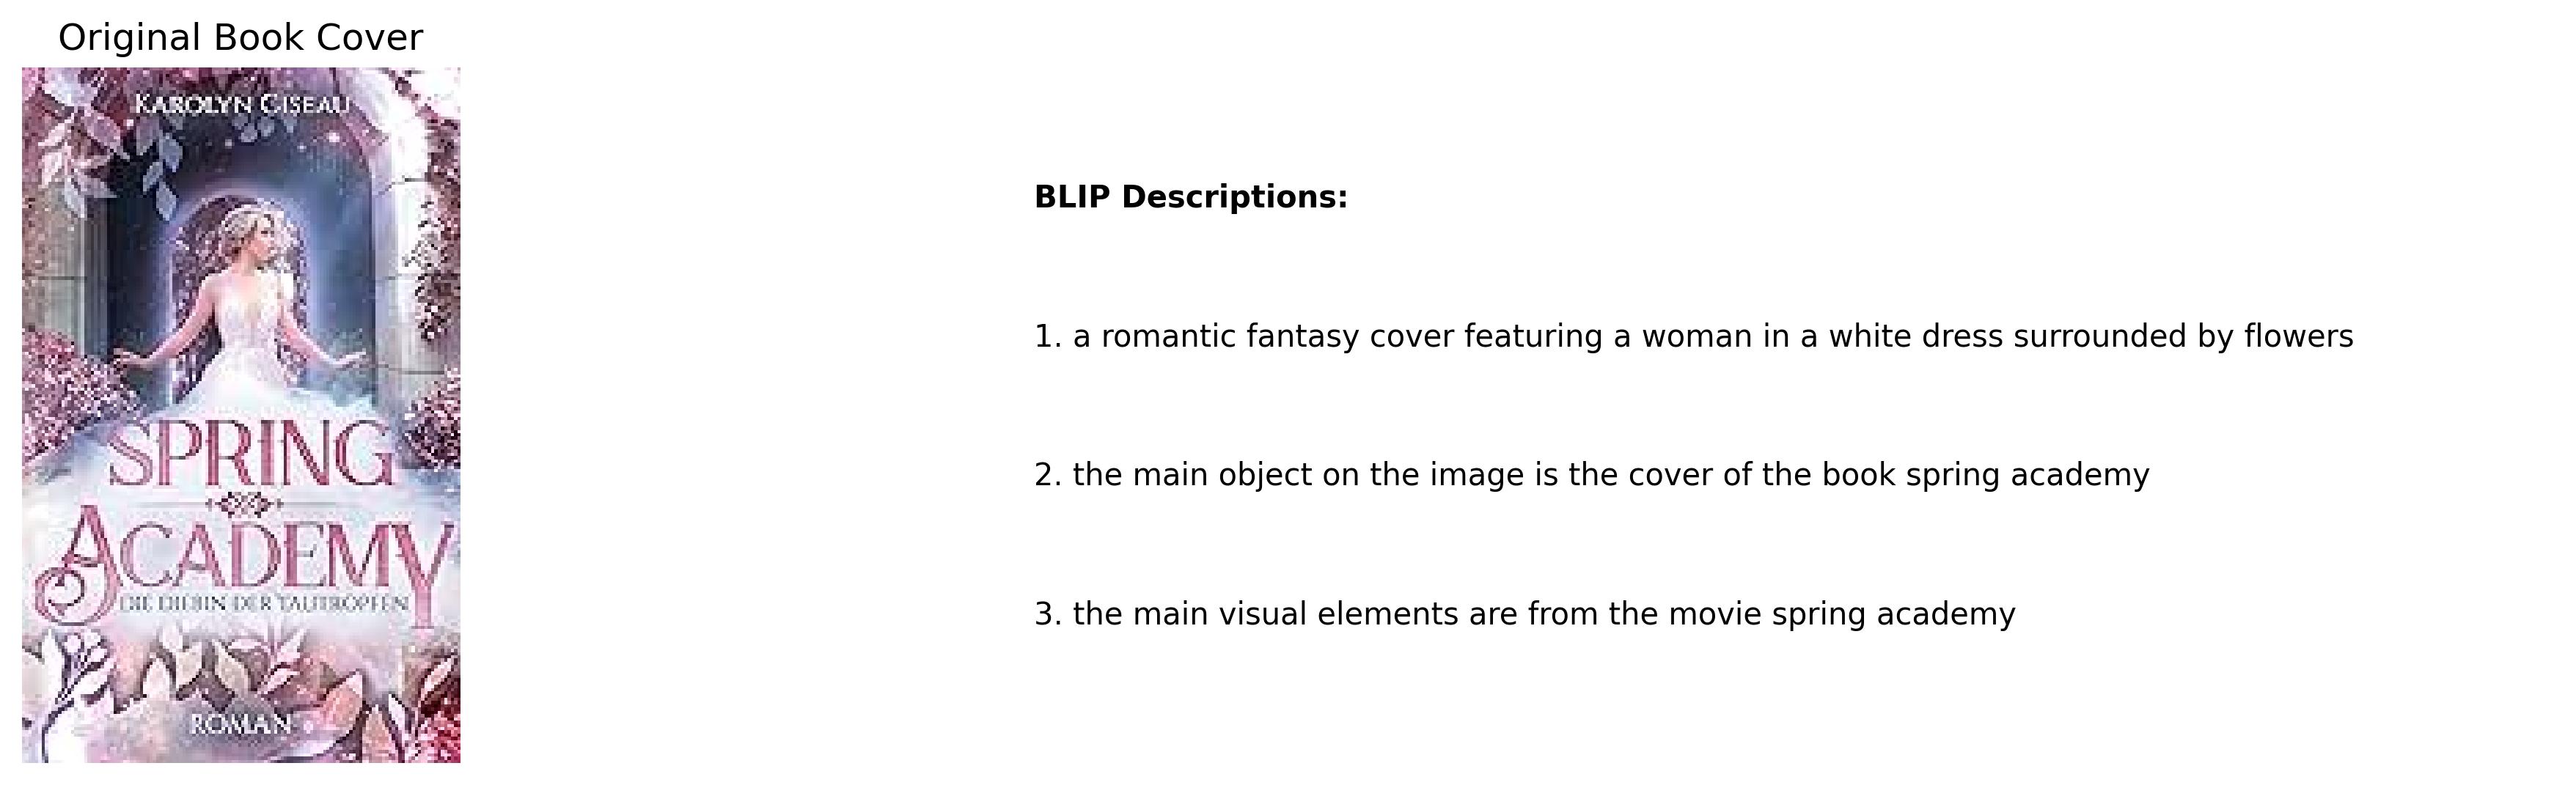 Original Book Cover
KAROLYN CISEAU
SPRING
ACADEMY
DIE DIEBIN DER TAUTROPFEN
ROMAN
BLIP Descriptions:
1. a romantic fantasy cover featuring a woman in a white dress surrounded by flowers
2. the main object on the image is the cover of the book spring academy
3. the main visual elements are from the movie spring academy